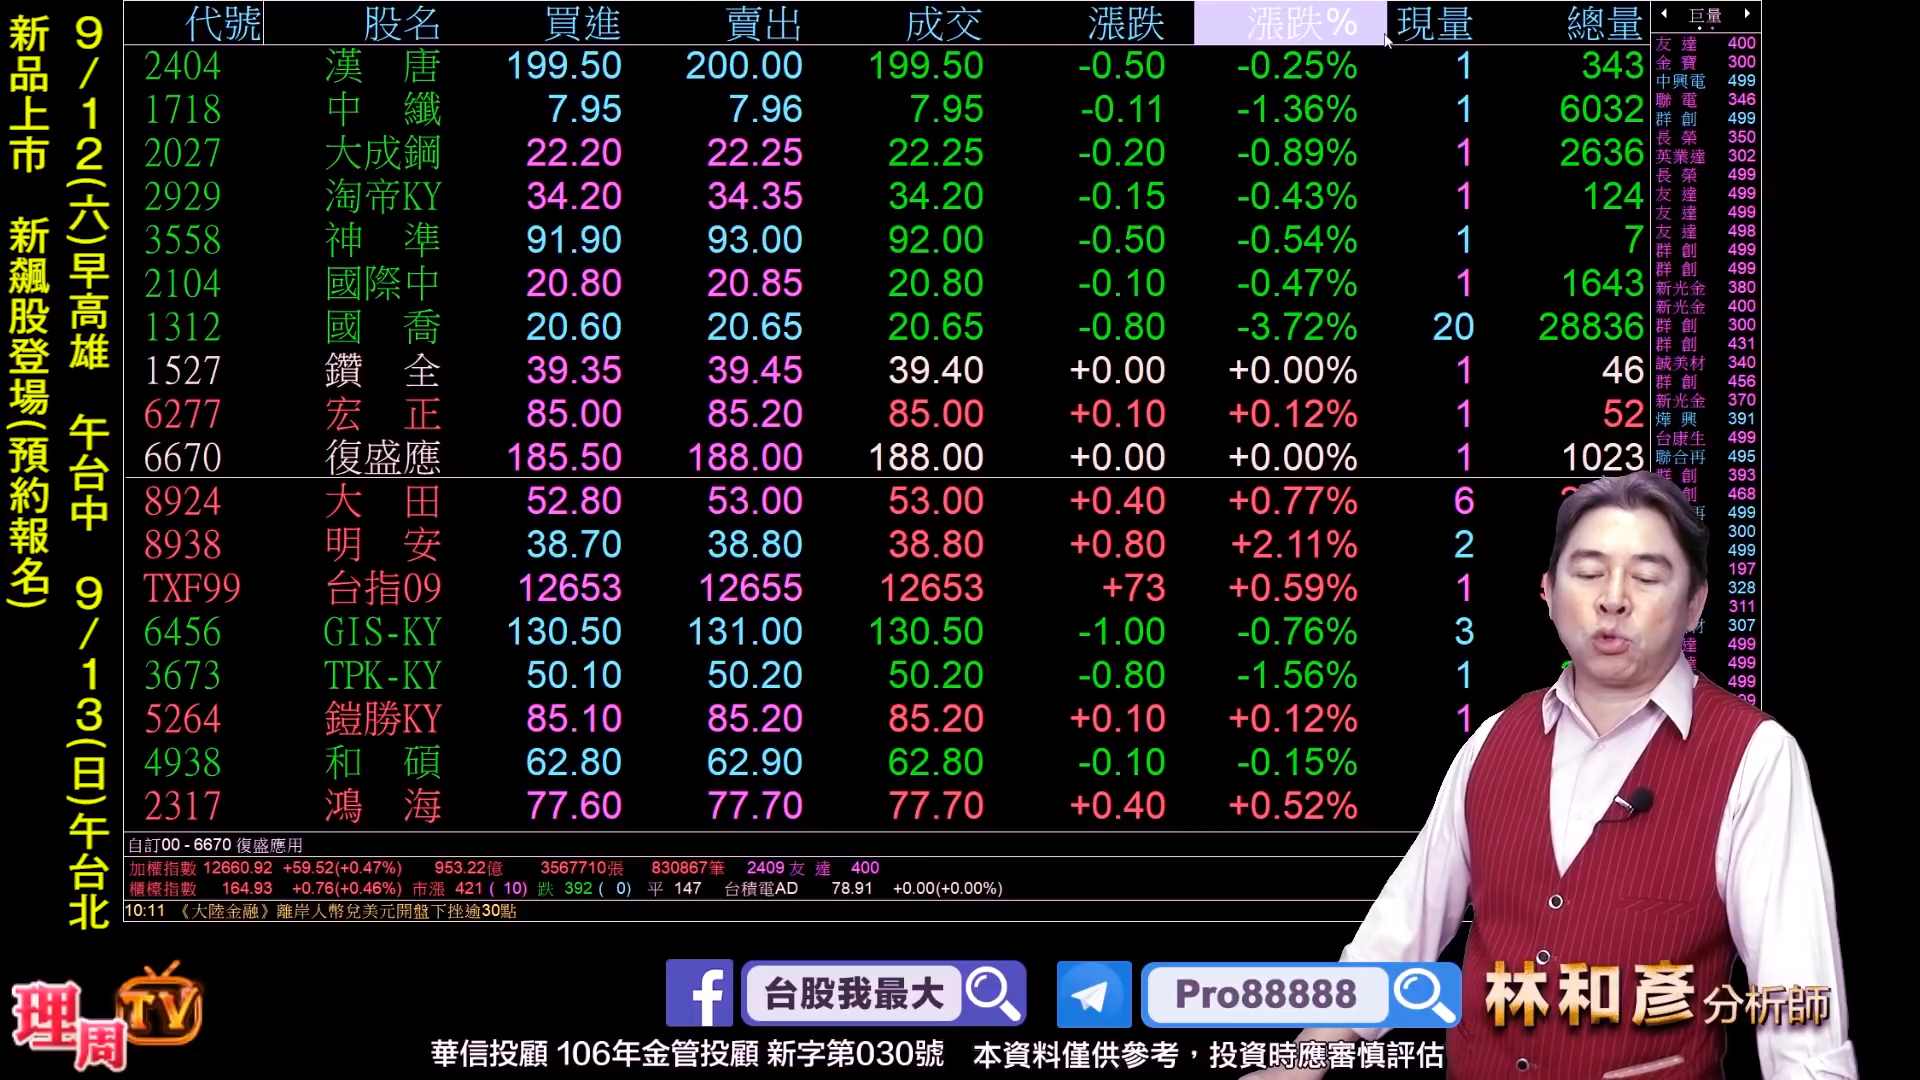 9/12(六)早高雄　午台中　9/13(日)午台北
新品上市　新飆股登場(預約報名)
代號 股名 買進 賣出 成交 漲跌 漲跌% 現量 總量
2404 漢唐 199.50 200.00 199.50 -0.50 -0.25% 1 343
1718 中纖 7.95 7.96 7.95 -0.11 -1.36% 1 6032
2027 大成鋼 22.20 22.25 22.25 -0.20 -0.89% 1 2636
2929 淘帝KY 34.20 34.35 34.20 -0.15 -0.43% 1 124
3558 神準 91.90 93.00 92.00 -0.50 -0.54% 1 7
2104 國際中 20.80 20.85 20.80 -0.10 -0.47% 1 1643
1312 國喬 20.60 20.65 20.65 -0.80 -3.72% 20 28836
1527 鑽全 39.35 39.45 39.40 +0.00 +0.00% 1 46
6277 宏正 85.00 85.20 85.00 +0.10 +0.12% 1 52
6670 復盛應 185.50 188.00 188.00 +0.00 +0.00% 1 1023
8924 大田 52.80 53.00 53.00 +0.40 +0.77% 6
8938 明安 38.70 38.80 38.80 +0.80 +2.11% 2
TXF99 台指09 12653 12655 12653 +73 +0.59% 1
6456 GIS-KY 130.50 131.00 130.50 -1.00 -0.76% 3
3673 TPK-KY 50.10 50.20 50.20 -0.80 -1.56% 1
5264 鎧勝KY 85.10 85.20 85.20 +0.10 +0.12% 1
4938 和碩 62.80 62.90 62.80 -0.10 -0.15%
2317 鴻海 77.60 77.70 77.70 +0.40 +0.52%
巨量
友達 400
金寶 300
中興電 499
聯電 346
群創 499
長榮 350
英業達 302
長榮 499
友達 499
友達 499
友達 498
群創 499
群創 499
新光金 380
新光金 400
群創 300
群創 431
誠美材 340
群創 456
新光金 370
燁興 391
台康生 499
聯合再 495
群創 393
創 468
再 499
300
499
197
328
311
材 307
達 499
達 499
499
自訂00 - 6670 復盛應用
加權指數 12660.92 +59.52(+0.47%) 953.22億 3567710張 830867筆 2409 友達 400
櫃檯指數 164.93 +0.76(+0.46%) 市漲 421 ( 10) 跌 392 ( 0) 平 147 台積電AD 78.91 +0.00(+0.00%)
10:11 《大陸金融》離岸人幣兌美元開盤下挫逾30點
理周TV
台股我最大
Pro88888
林和彥 分析師
華信投顧 106年金管投顧 新字第030號　本資料僅供參考，投資時應審慎評估